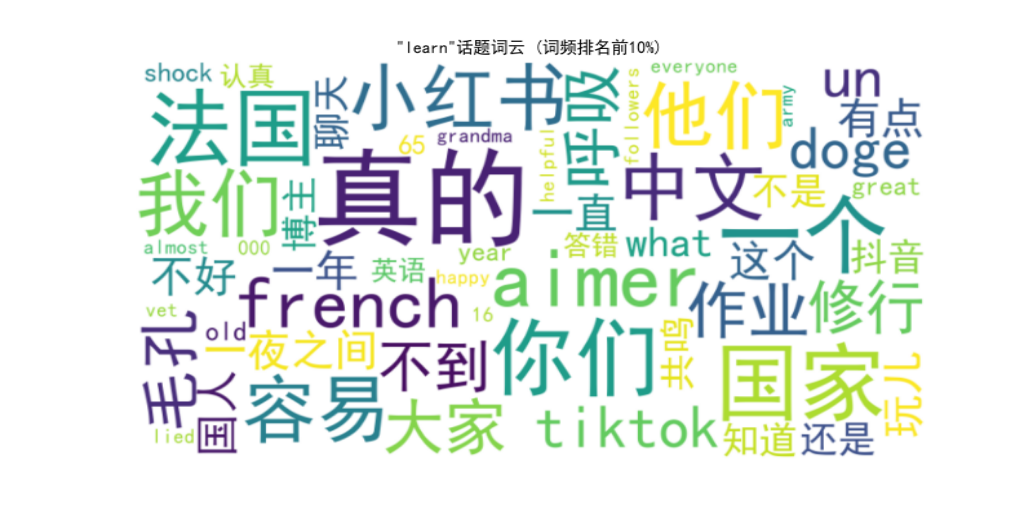 "learn"话题词云 (词频排名前10%)
shock 认真 聊天 小红书 呼吸 everyone un
法国 followers 他们 army 有点
65 grandma helpful doge
我们 博主 真的 一直 中文 不是 great
almost 000 year 答错 what 一个
不好 一年 英语 happy aimer 这个 抖音
vet french 16 作业 修行
毛孔 old 一夜之间 不到 你们 共鸣 国家 玩儿
国人 容易 大家 tiktok
lied 知道 还是